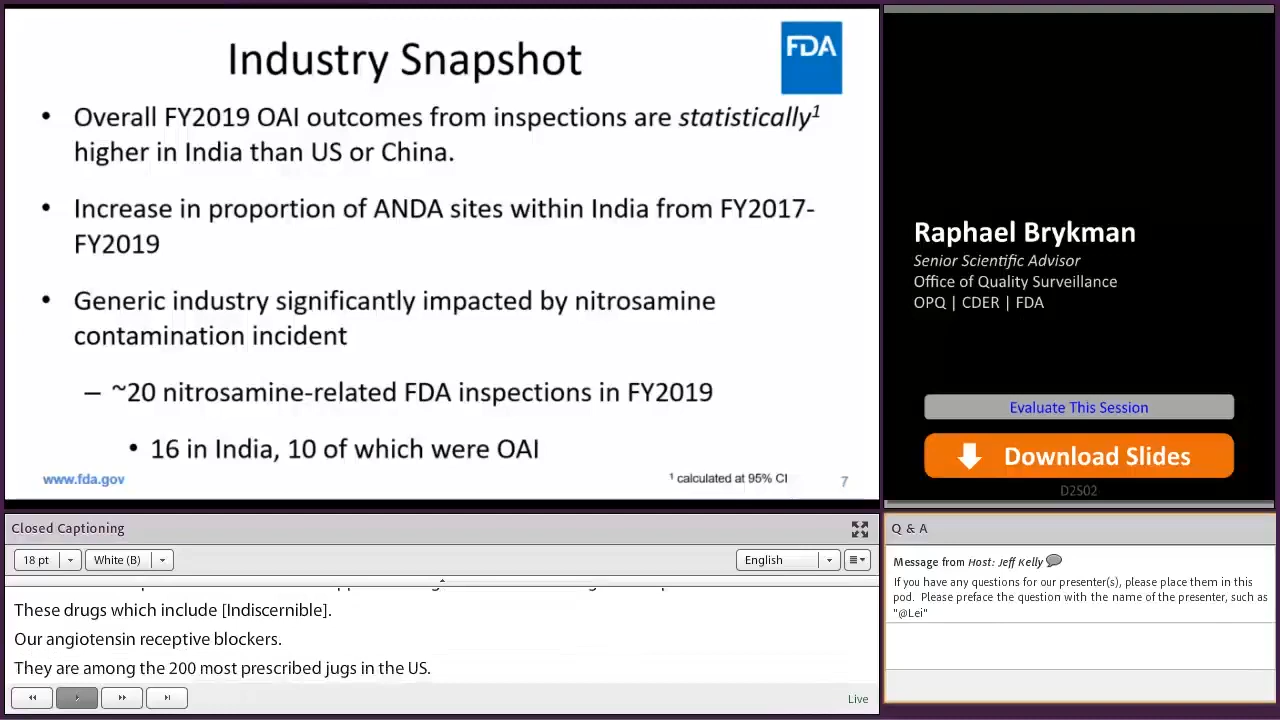 Industry Snapshot
FDA
• Overall FY2019 OAI outcomes from inspections are statistically1
higher in India than US or China.
• Increase in proportion of ANDA sites within India from FY2017-
FY2019
• Generic industry significantly impacted by nitrosamine
contamination incident
– ~20 nitrosamine-related FDA inspections in FY2019
• 16 in India, 10 of which were OAI
www.fda.gov
1 calculated at 95% CI
7
Raphael Brykman
Senior Scientific Advisor
Office of Quality Surveillance
OPQ | CDER | FDA
Evaluate This Session
Download Slides
D2S02
Closed Captioning
18 pt
White (B)
English
These drugs which include [Indiscernible].
Our angiotensin receptive blockers.
They are among the 200 most prescribed jugs in the US.
Live
Q & A
Message from Host: Jeff Kelly
If you have any questions for our presenter(s), please place them in this
pod. Please preface the question with the name of the presenter, such as
"@Lei"